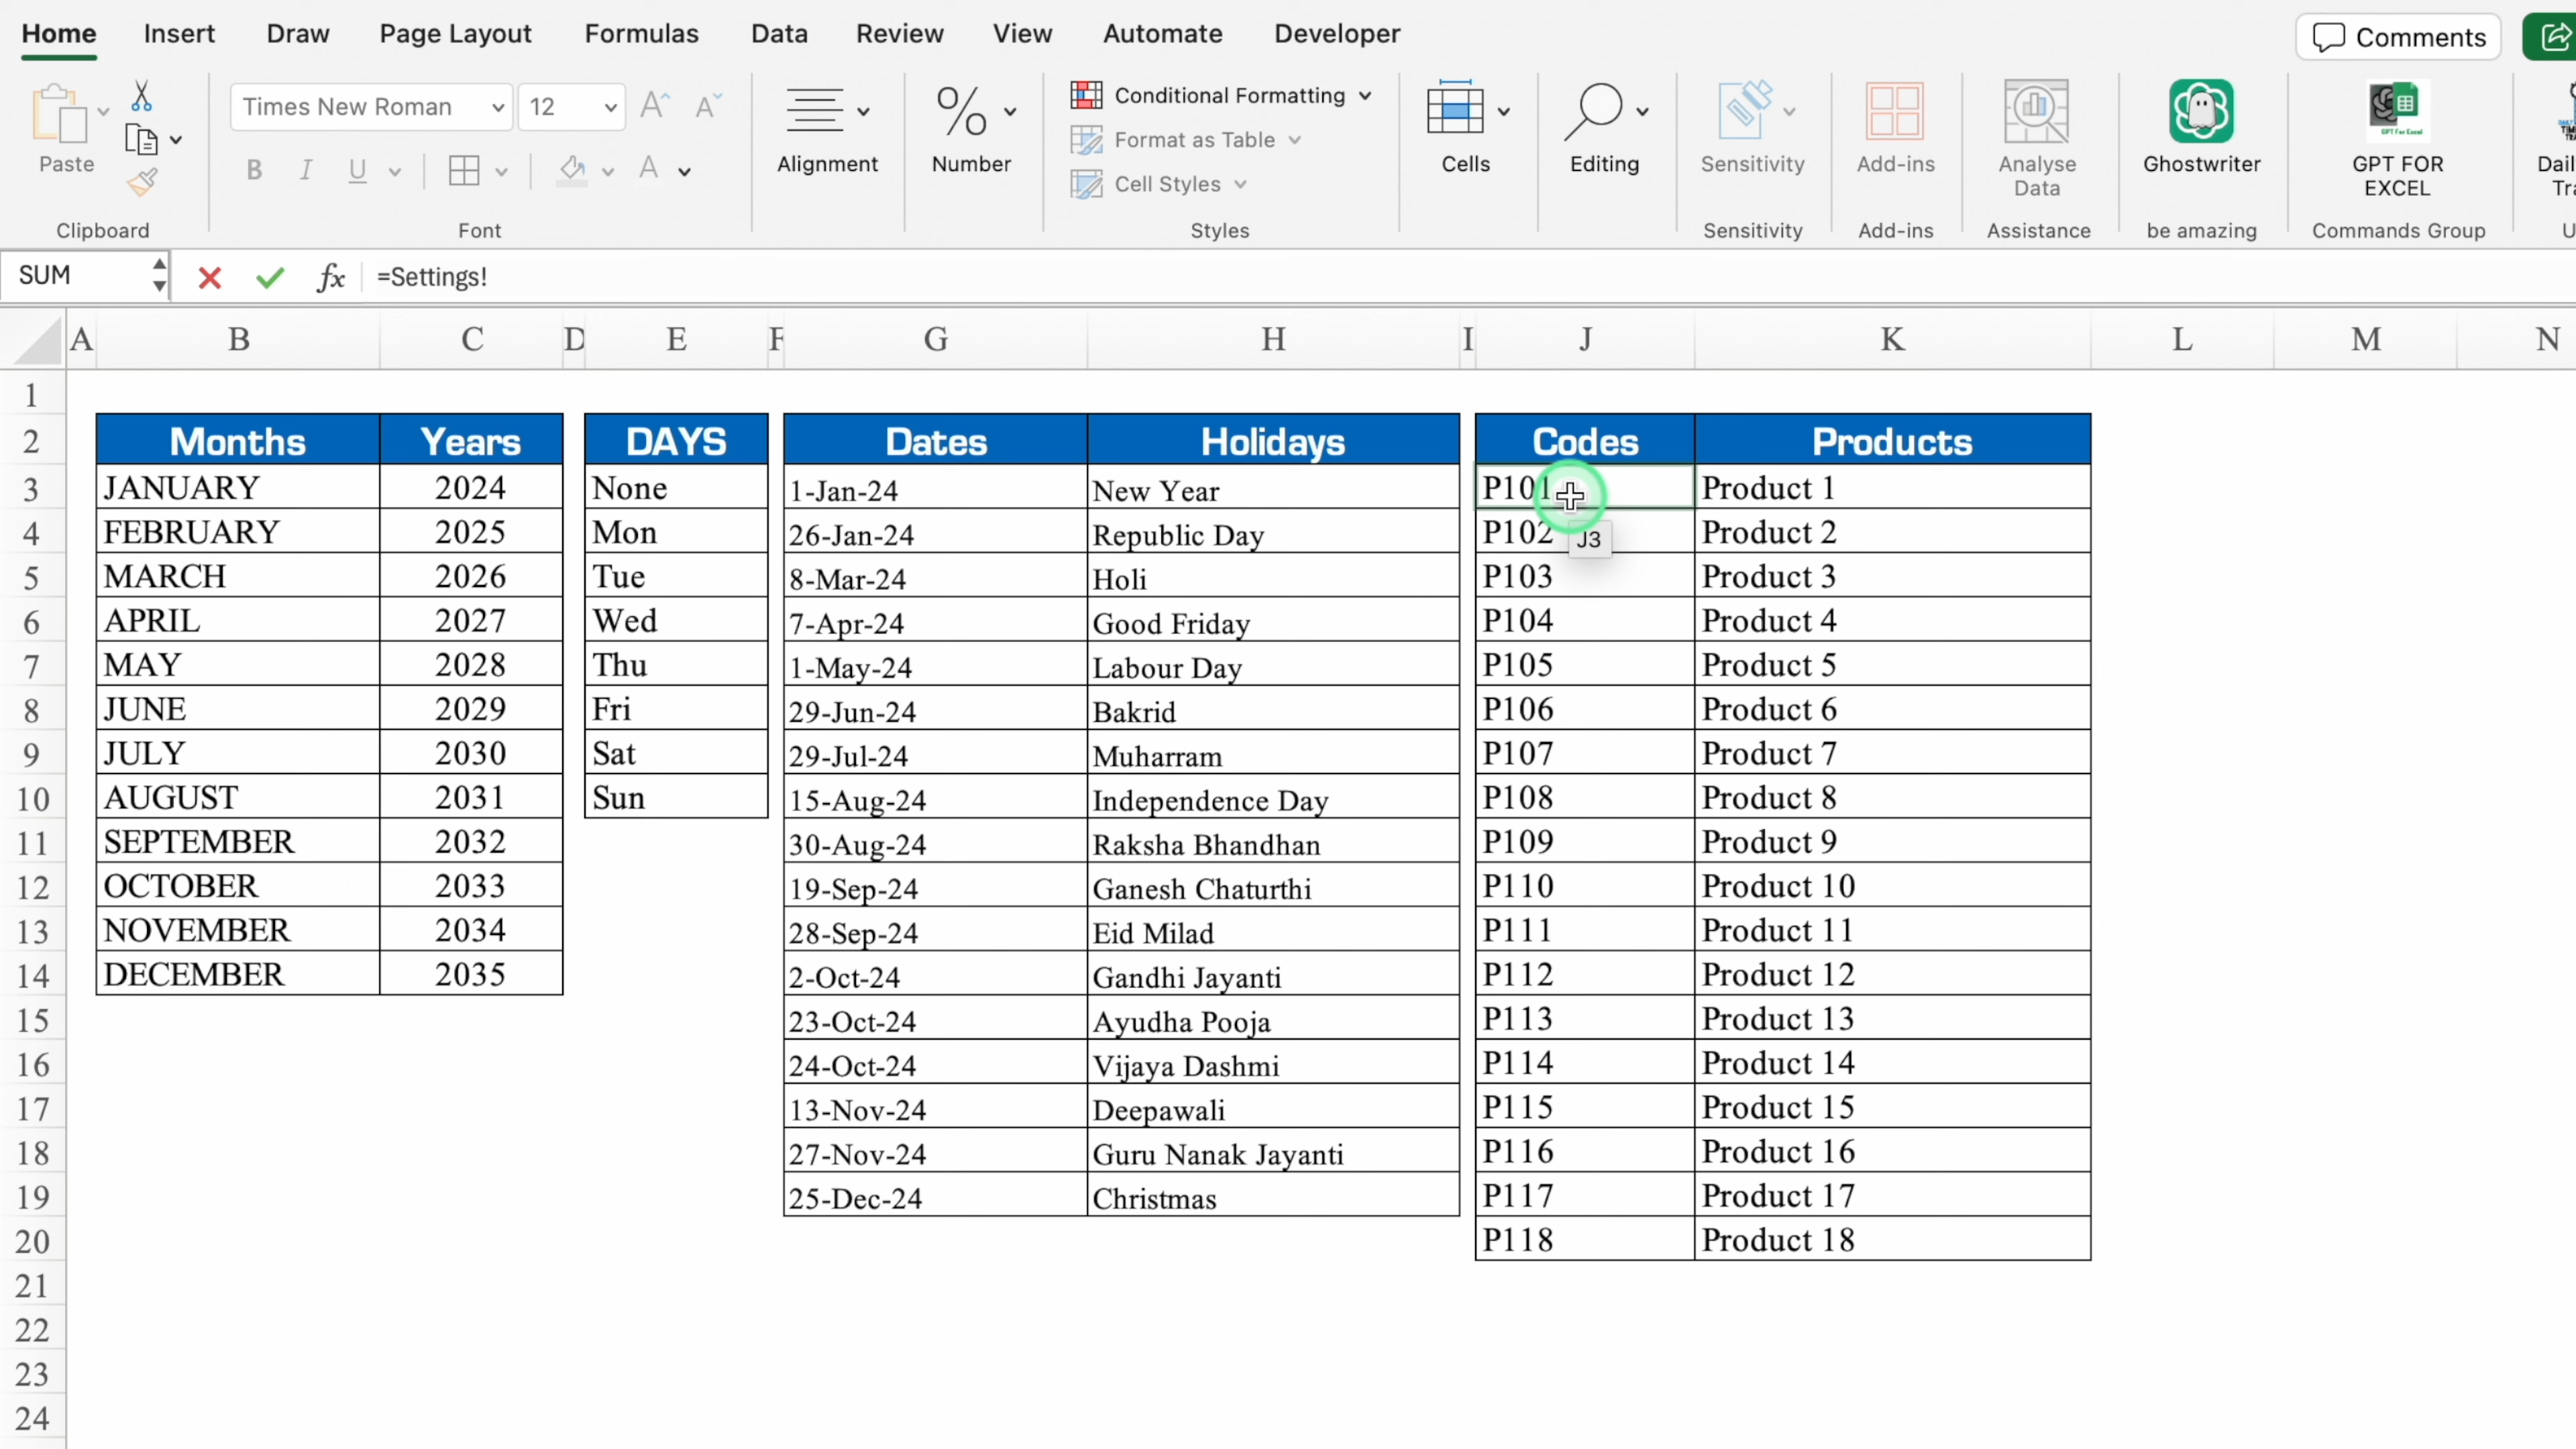 Home Insert Draw Page Layout Formulas Data Review View Automate Developer Comments
Times New Roman 12 Conditional Formatting
Format as Table
Cell Styles
Paste B I U Alignment % Number Cells Editing Sensitivity Add-ins Analyse Data Ghostwriter GPT FOR EXCEL
Clipboard Font Styles Sensitivity Add-ins Assistance be amazing Commands Group
SUM fx =Settings!
A B C D E F G H I J K L M N
1
2 Months Years DAYS Dates Holidays Codes Products
3 JANUARY 2024 None 1-Jan-24 New Year P101 Product 1
4 FEBRUARY 2025 Mon 26-Jan-24 Republic Day P102 J3 Product 2
5 MARCH 2026 Tue 8-Mar-24 Holi P103 Product 3
6 APRIL 2027 Wed 7-Apr-24 Good Friday P104 Product 4
7 MAY 2028 Thu 1-May-24 Labour Day P105 Product 5
8 JUNE 2029 Fri 29-Jun-24 Bakrid P106 Product 6
9 JULY 2030 Sat 29-Jul-24 Muharram P107 Product 7
10 AUGUST 2031 Sun 15-Aug-24 Independence Day P108 Product 8
11 SEPTEMBER 2032 30-Aug-24 Raksha Bhandhan P109 Product 9
12 OCTOBER 2033 19-Sep-24 Ganesh Chaturthi P110 Product 10
13 NOVEMBER 2034 28-Sep-24 Eid Milad P111 Product 11
14 DECEMBER 2035 2-Oct-24 Gandhi Jayanti P112 Product 12
15 23-Oct-24 Ayudha Pooja P113 Product 13
16 24-Oct-24 Vijaya Dashmi P114 Product 14
17 13-Nov-24 Deepawali P115 Product 15
18 27-Nov-24 Guru Nanak Jayanti P116 Product 16
19 25-Dec-24 Christmas P117 Product 17
20 P118 Product 18
21
22
23
24